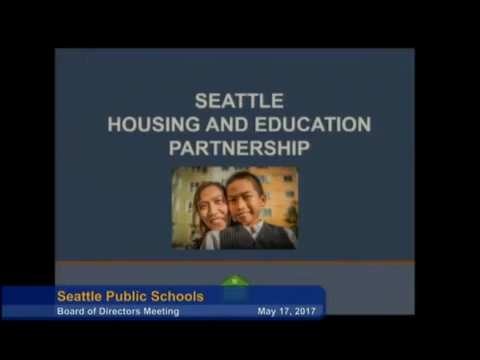 SEATTLE
HOUSING AND EDUCATION
PARTNERSHIP
Seattle Public Schools
Board of Directors Meeting May 17, 2017